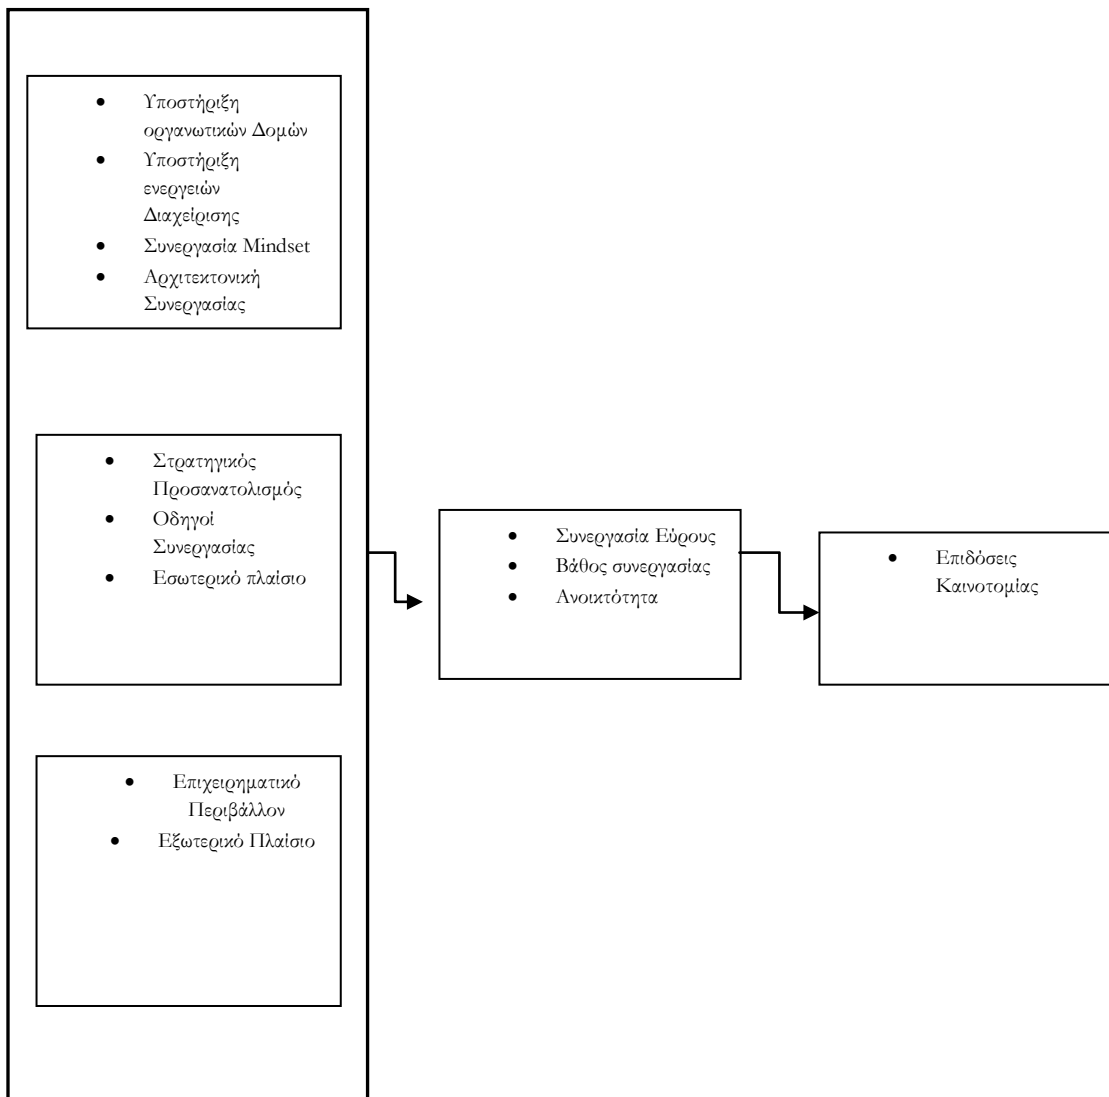 • Υποστήριξη
οργανωτικών Δομών
• Υποστήριξη
ενεργειών
Διαχείρισης
• Συνεργασία Mindset
• Αρχιτεκτονική
Συνεργασίας
• Στρατηγικός
Προσανατολισμός
• Οδηγοί
Συνεργασίας
• Εσωτερικό πλαίσιο
• Επιχειρηματικό
Περιβάλλον
• Εξωτερικό Πλαίσιο
• Συνεργασία Εύρους
• Βάθος συνεργασίας
• Ανοικτότητα
• Επιδόσεις
Καινοτομίας